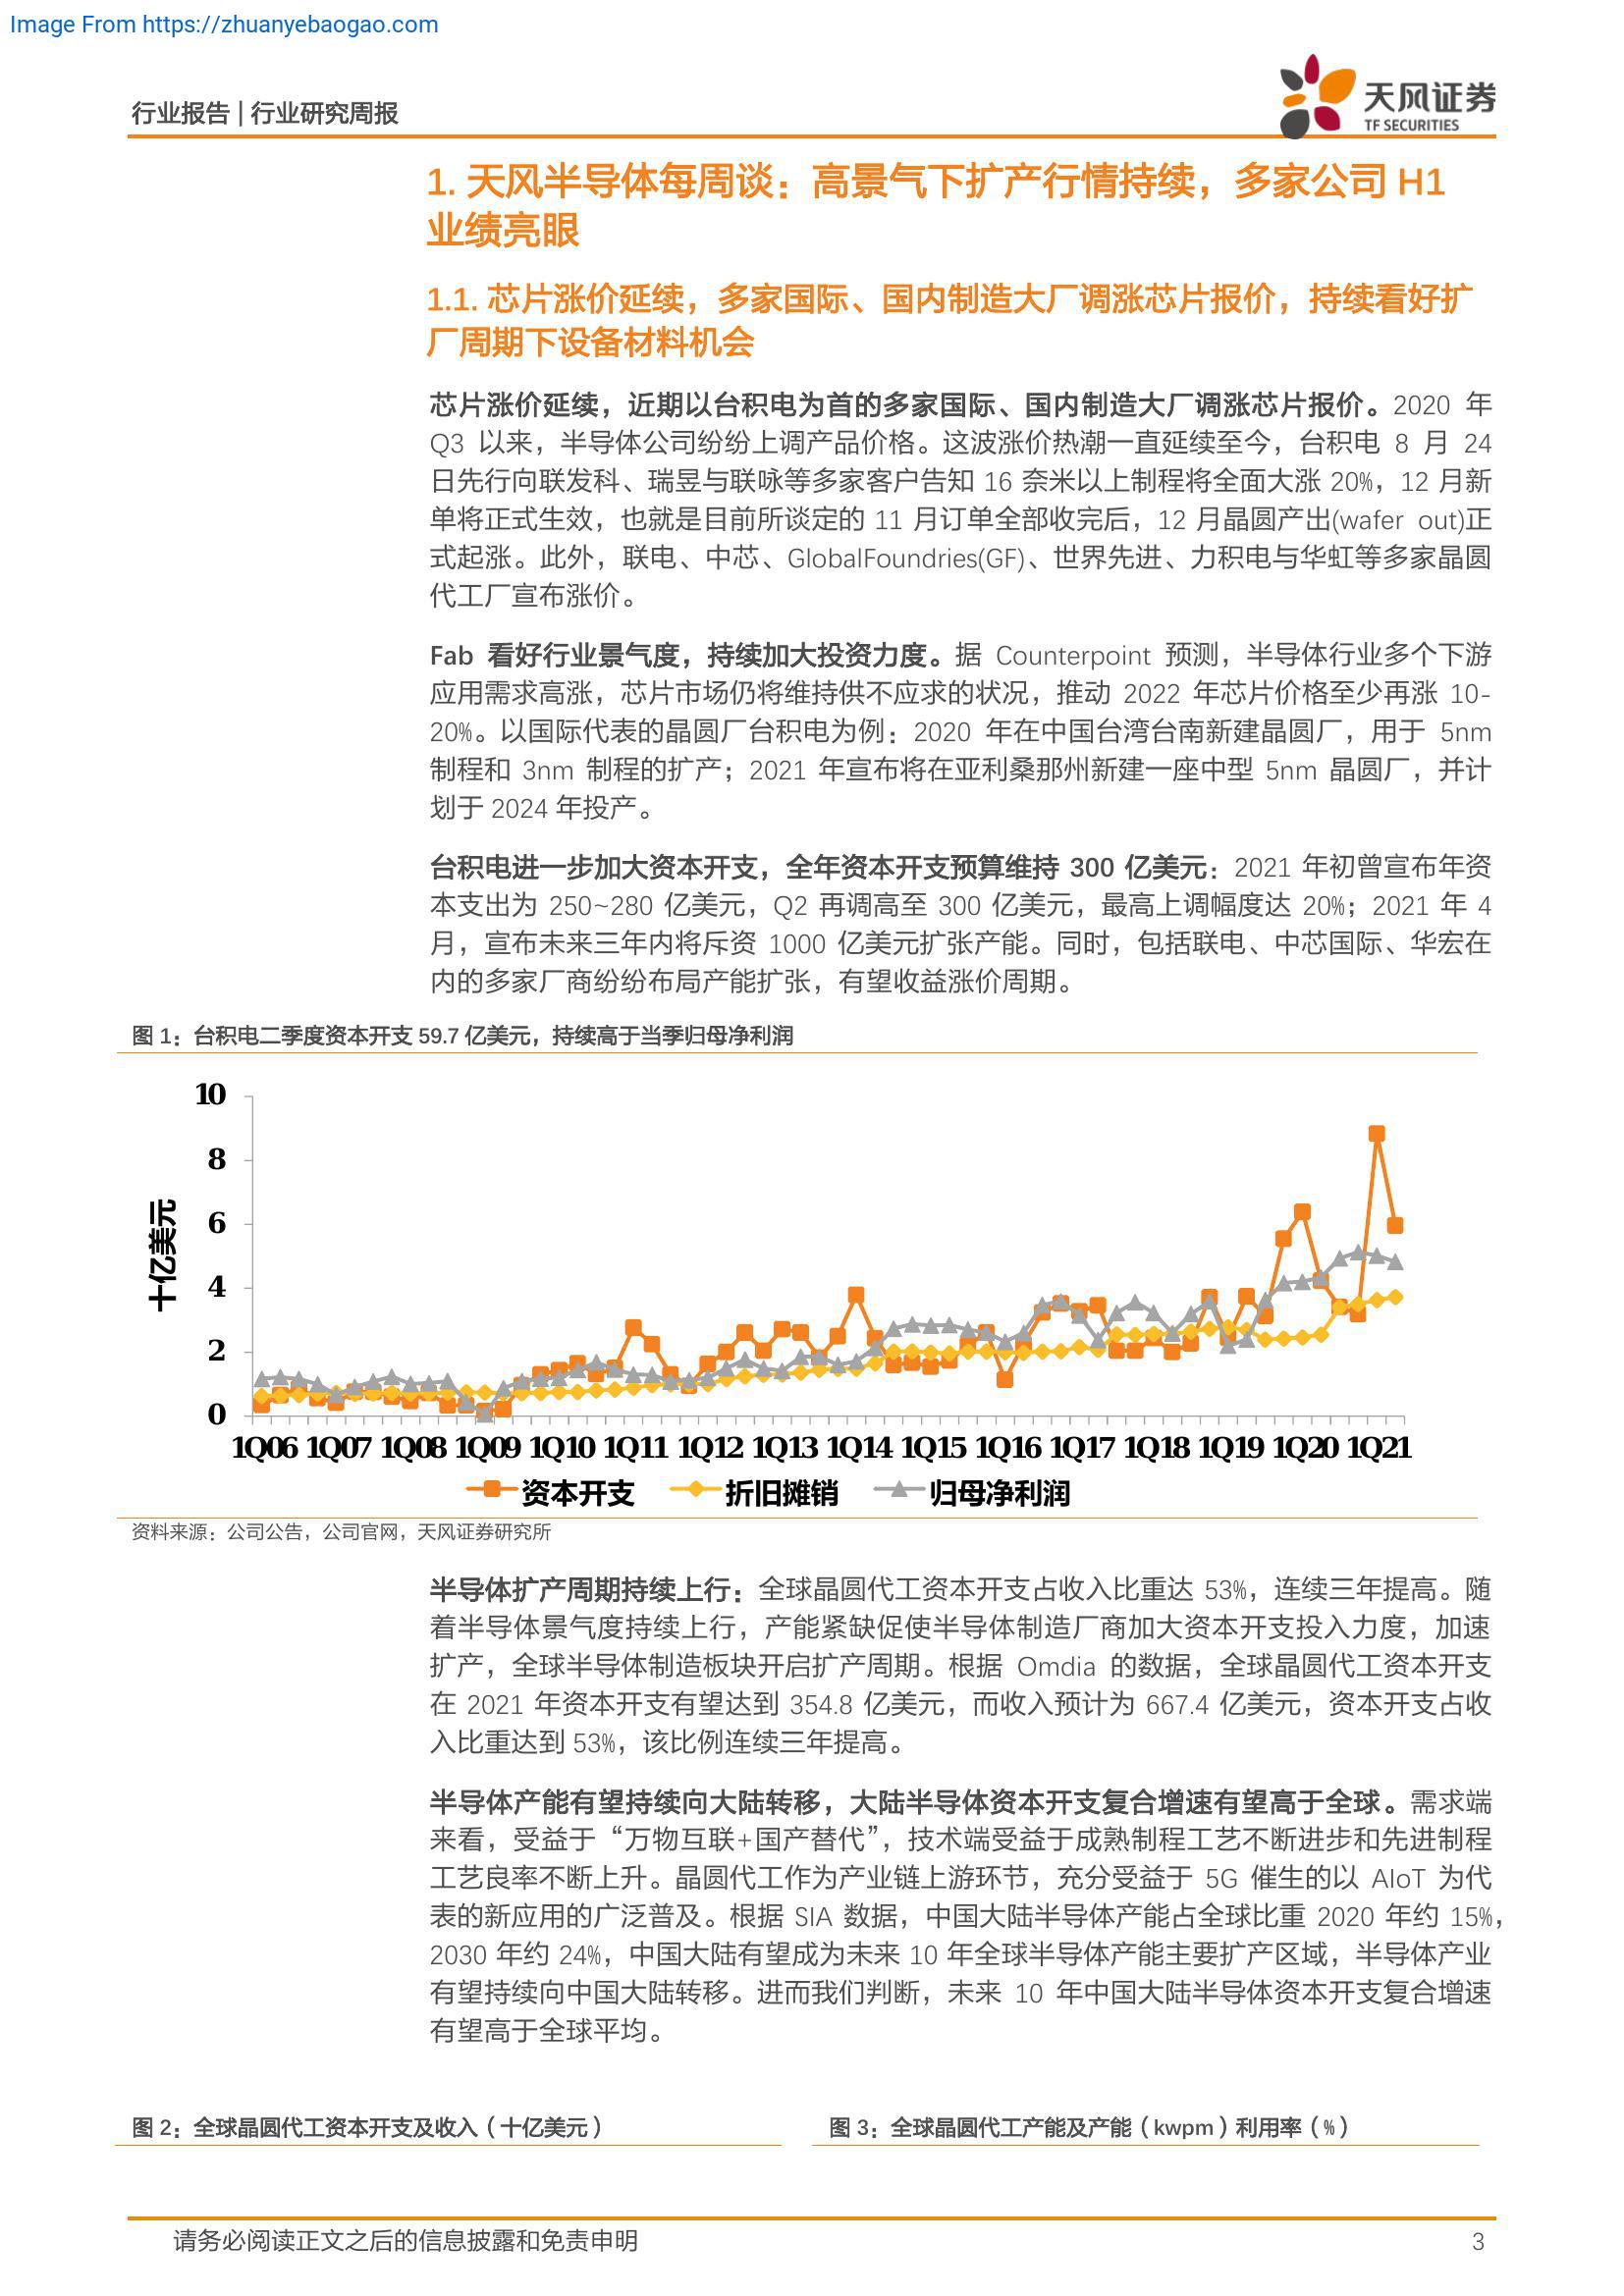 Image From https://zhuanyebaogao.com
行业报告 | 行业研究周报
天风证券
TF SECURITIES
1. 天风半导体每周谈：高景气下扩产行情持续，多家公司 H1
业绩亮眼
1.1. 芯片涨价延续，多家国际、国内制造大厂调涨芯片报价，持续看好扩
厂周期下设备材料机会
芯片涨价延续，近期以台积电为首的多家国际、国内制造大厂调涨芯片报价。2020 年
Q3 以来，半导体公司纷纷上调产品价格。这波涨价热潮一直延续至今，台积电 8 月 24
日先行向联发科、瑞昱与联咏等多家客户告知 16 奈米以上制程将全面大涨 20%，12 月新
单将正式生效，也就是目前所谈定的 11 月订单全部收完后，12 月晶圆产出(wafer out)正
式起涨。此外，联电、中芯、GlobalFoundries(GF)、世界先进、力积电与华虹等多家晶圆
代工厂宣布涨价。
Fab 看好行业景气度，持续加大投资力度。据 Counterpoint 预测，半导体行业多个下游
应用需求高涨，芯片市场仍将维持供不应求的状况，推动 2022 年芯片价格至少再涨 10-
20%。以国际代表的晶圆厂台积电为例：2020 年在中国台湾台南新建晶圆厂，用于 5nm
制程和 3nm 制程的扩产；2021 年宣布将在亚利桑那州新建一座中型 5nm 晶圆厂，并计
划于 2024 年投产。
台积电进一步加大资本开支，全年资本开支预算维持 300 亿美元：2021 年初曾宣布年资
本支出为 250~280 亿美元，Q2 再调高至 300 亿美元，最高上调幅度达 20%；2021 年 4
月，宣布未来三年内将斥资 1000 亿美元扩张产能。同时，包括联电、中芯国际、华宏在
内的多家厂商纷纷布局产能扩张，有望收益涨价周期。
图 1：台积电二季度资本开支 59.7 亿美元，持续高于当季归母净利润
10
8
6
4
2
0
十亿美元
1Q06 1Q07 1Q08 1Q09 1Q10 1Q11 1Q12 1Q13 1Q14 1Q15 1Q16 1Q17 1Q18 1Q19 1Q20 1Q21
资本开支 折旧摊销 归母净利润
资料来源：公司公告，公司官网，天风证券研究所
半导体扩产周期持续上行：全球晶圆代工资本开支占收入比重达 53%，连续三年提高。随
着半导体景气度持续上行，产能紧缺促使半导体制造厂商加大资本开支投入力度，加速
扩产，全球半导体制造板块开启扩产周期。根据 Omdia 的数据，全球晶圆代工资本开支
在 2021 年资本开支有望达到 354.8 亿美元，而收入预计为 667.4 亿美元，资本开支占收
入比重达到 53%，该比例连续三年提高。
半导体产能有望持续向大陆转移，大陆半导体资本开支复合增速有望高于全球。需求端
来看，受益于“万物互联+国产替代”，技术端受益于成熟制程工艺不断进步和先进制程
工艺良率不断上升。晶圆代工作为产业链上游环节，充分受益于 5G 催生的以 AIoT 为代
表的新应用的广泛普及。根据 SIA 数据，中国大陆半导体产能占全球比重 2020 年约 15%，
2030 年约 24%，中国大陆有望成为未来 10 年全球半导体产能主要扩产区域，半导体产业
有望持续向中国大陆转移。进而我们判断，未来 10 年中国大陆半导体资本开支复合增速
有望高于全球平均。
图 2：全球晶圆代工资本开支及收入（十亿美元）
图 3：全球晶圆代工产能及产能（kwpm）利用率（%）
请务必阅读正文之后的信息披露和免责申明
3